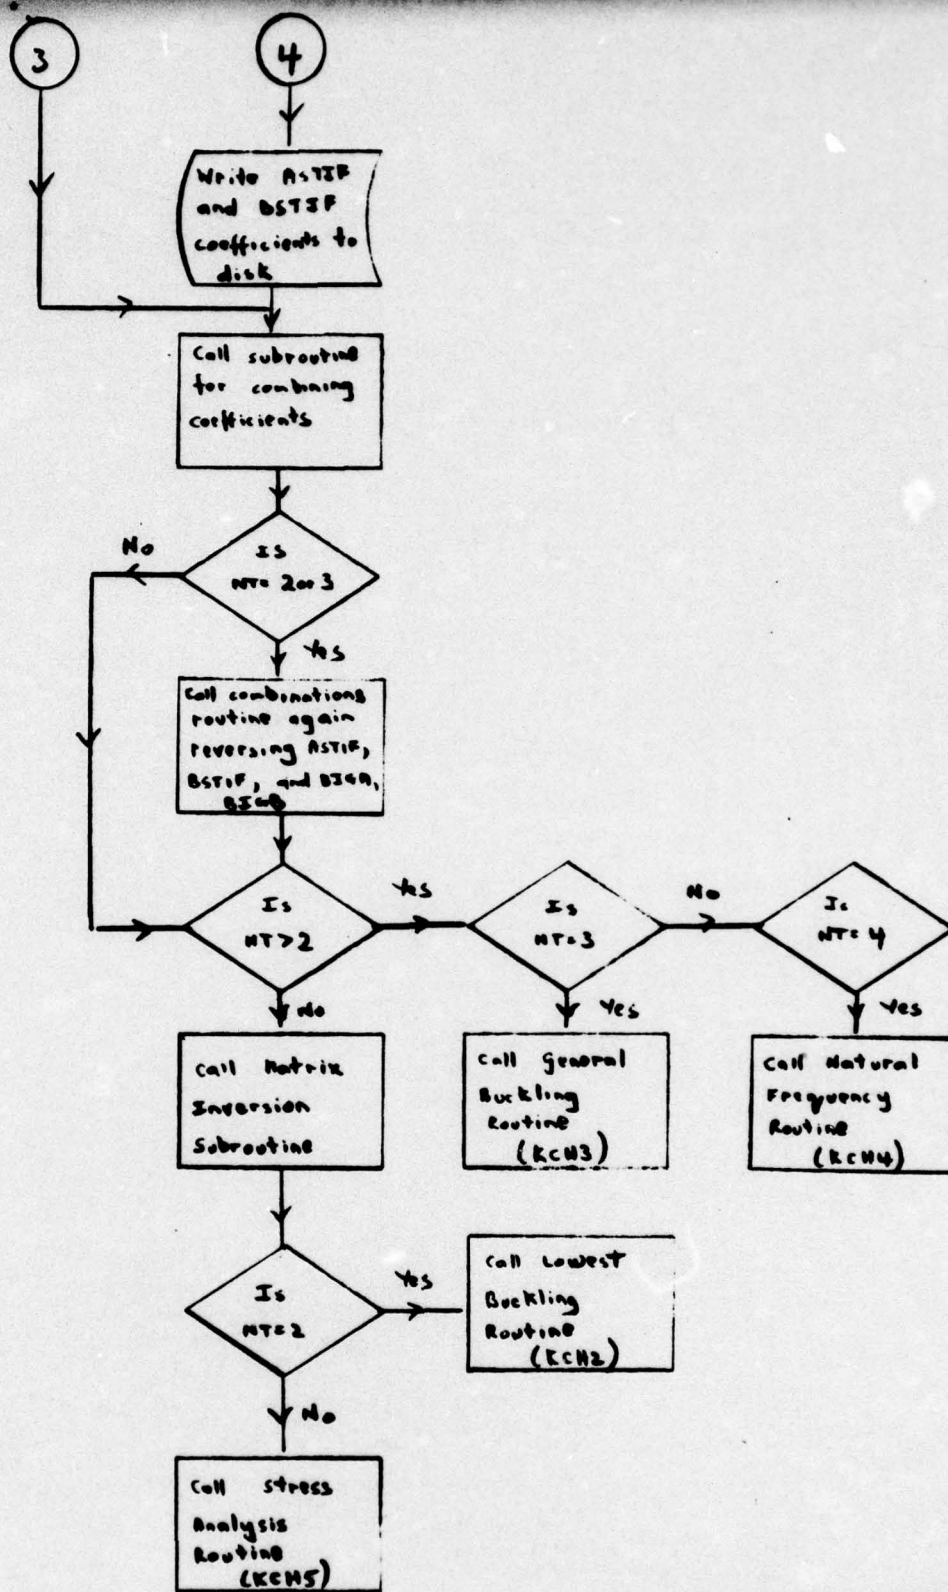 3
4
Write ASTIF
and BSTIF
coefficients to
disk
Call subroutine
for combining
coefficients
No
Is
NT= 2 or 3
Yes
Call combinations
routine again
reversing ASTIF,
BSTIF, and BIGA,
BIGB
Is
NT>2
Yes
Is
NT=3
No
Is
NT=4
No
Yes
Yes
Call Matrix
Inversion
Subroutine
Call General
Buckling
Routine
(KCH3)
Call Natural
Frequency
Routine
(KCH4)
Is
NT=2
Yes
Call Lowest
Buckling
Routine
(KCH2)
No
Call Stress
Analysis
Routine
(KCH5)